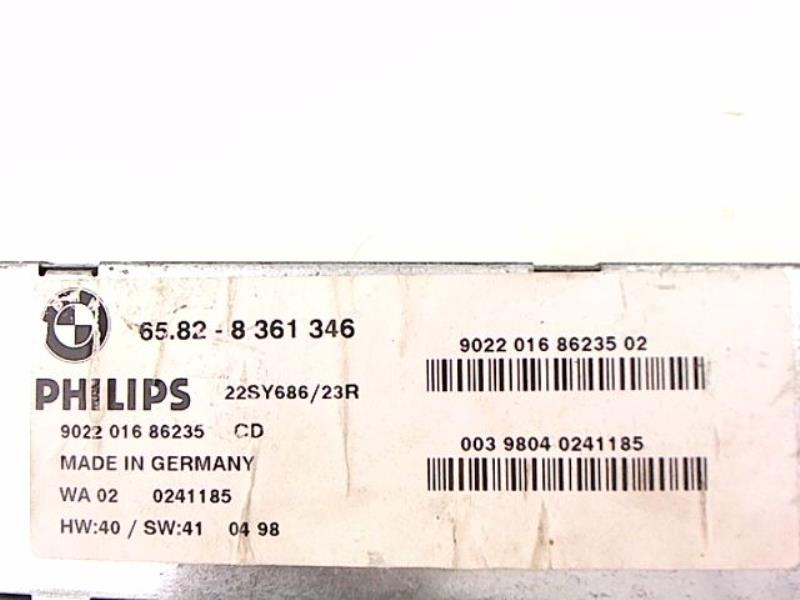 65.82 - 8 361 346
PHILIPS 22SY686/23R
9022 016 86235 CD
MADE IN GERMANY
WA 02 0241185
HW:40 / SW:41 04 98
9022 016 86235 02
003 9804 0241185